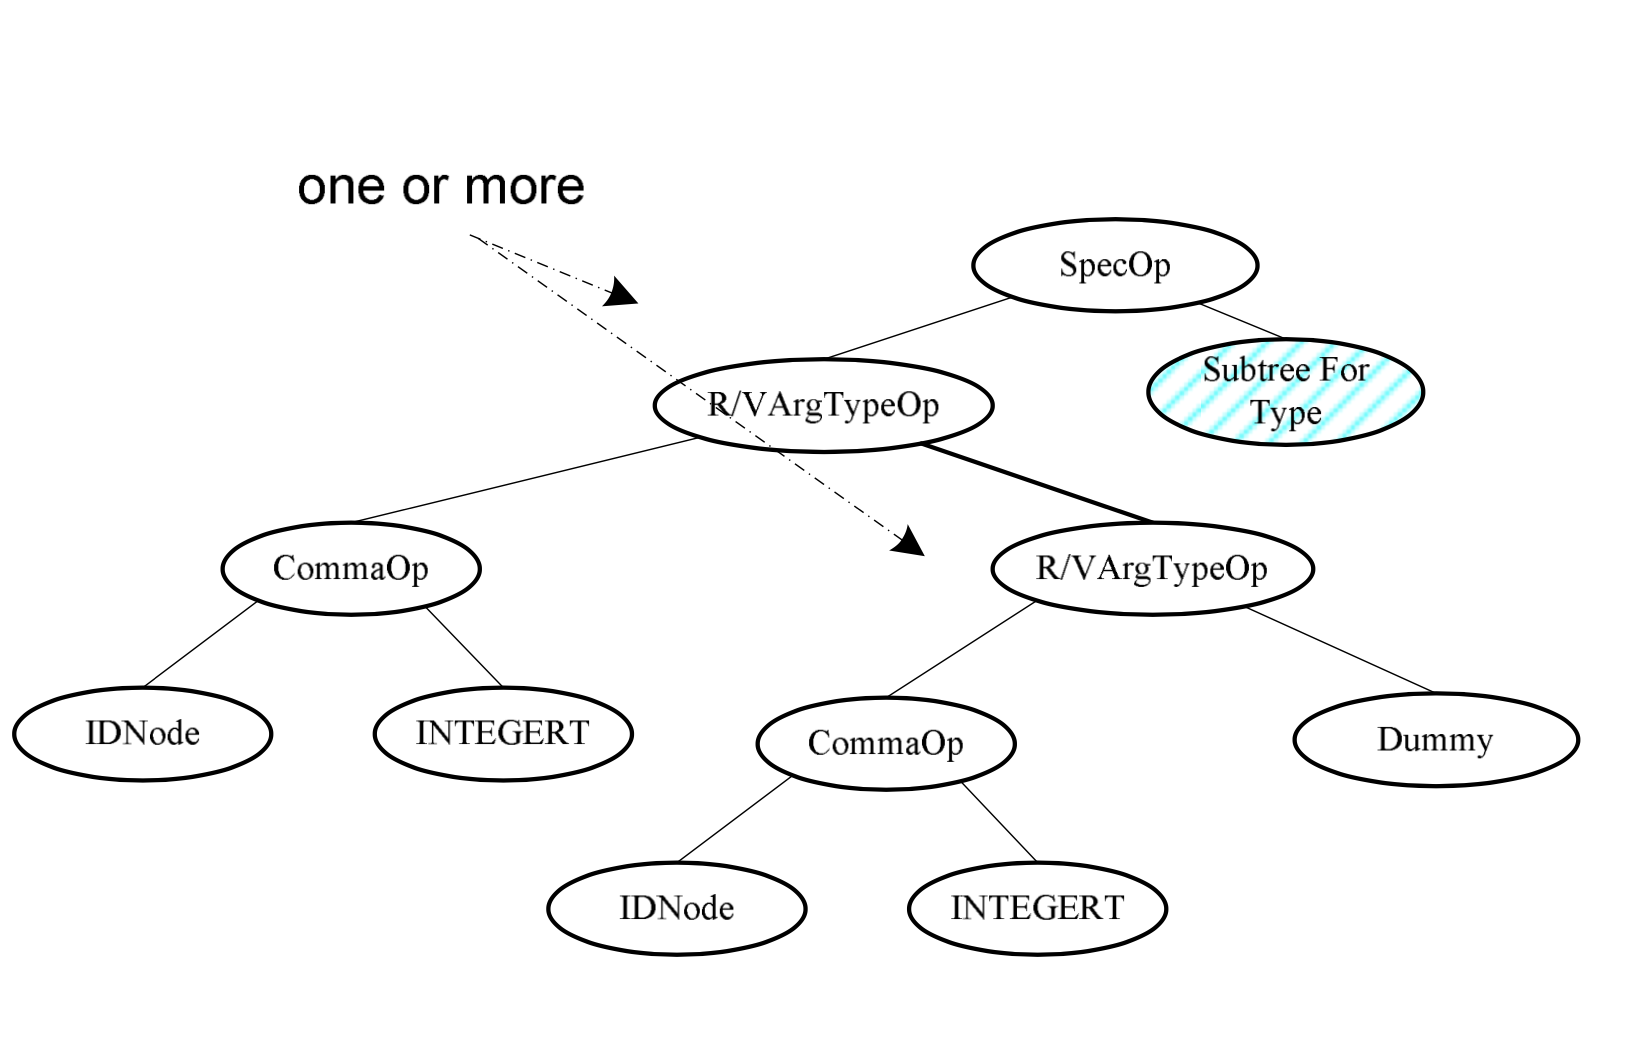 one or more
SpecOp
Subtree For
Type
R/VArgTypeOp
CommaOp
R/VArgTypeOp
IDNode
INTEGERT
CommaOp
Dummy
IDNode
INTEGERT